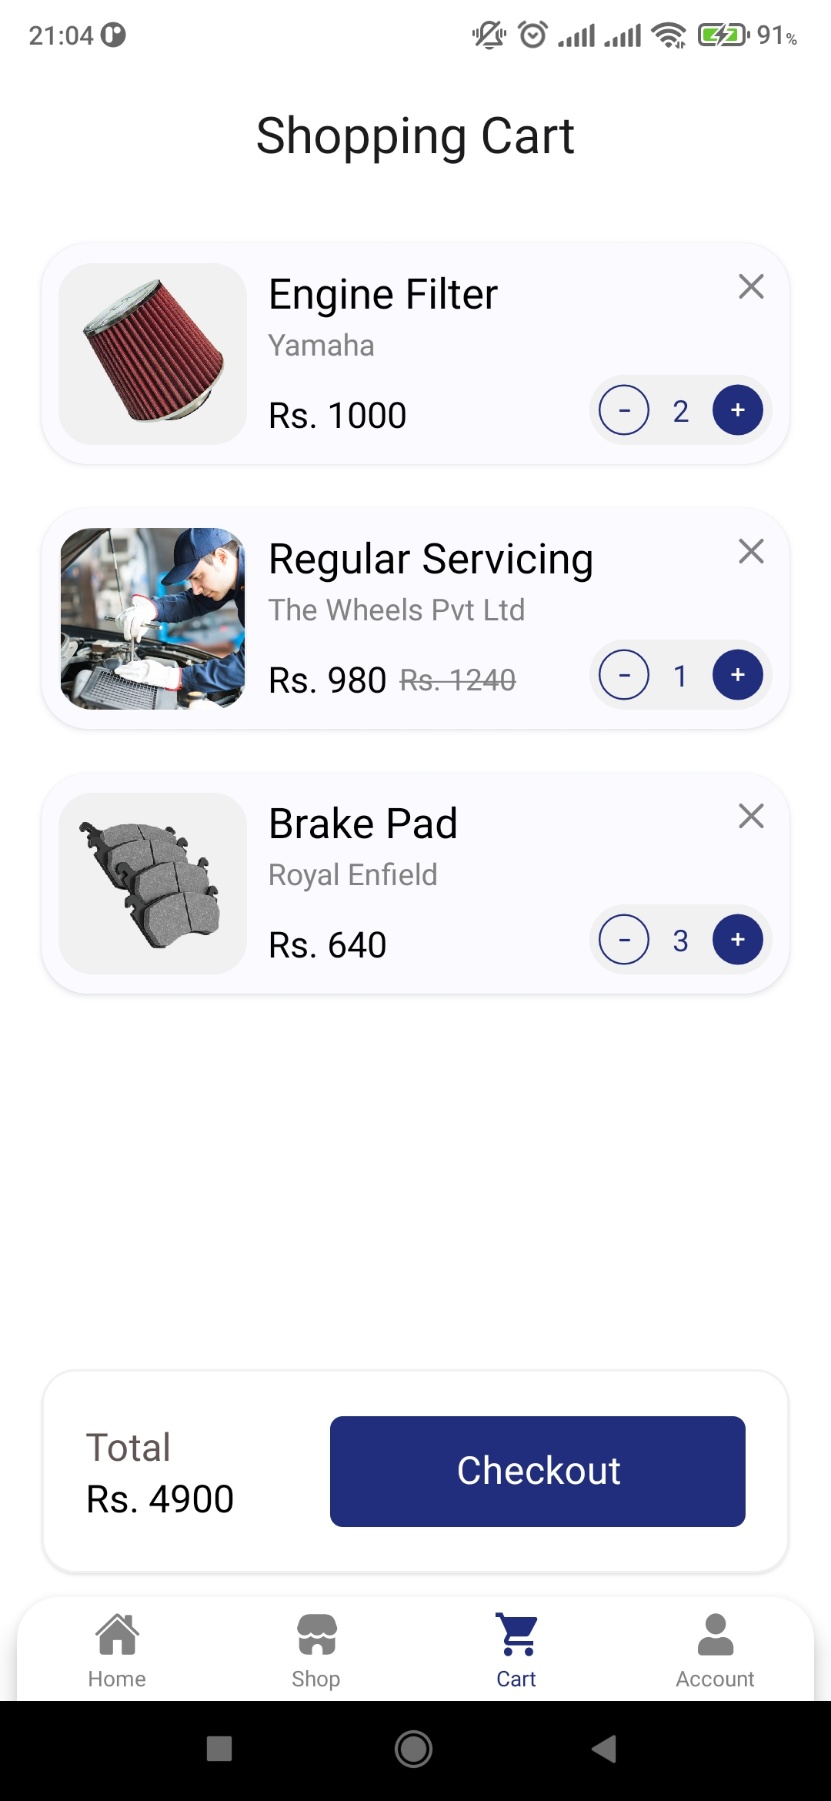 21:04 91%
Shopping Cart
Engine Filter
Yamaha
Rs. 1000 - 2 +
Regular Servicing
The Wheels Pvt Ltd
Rs. 980 Rs. 1240 - 1 +
Brake Pad
Royal Enfield
Rs. 640 - 3 +
Total
Rs. 4900
Checkout
Home Shop Cart Account